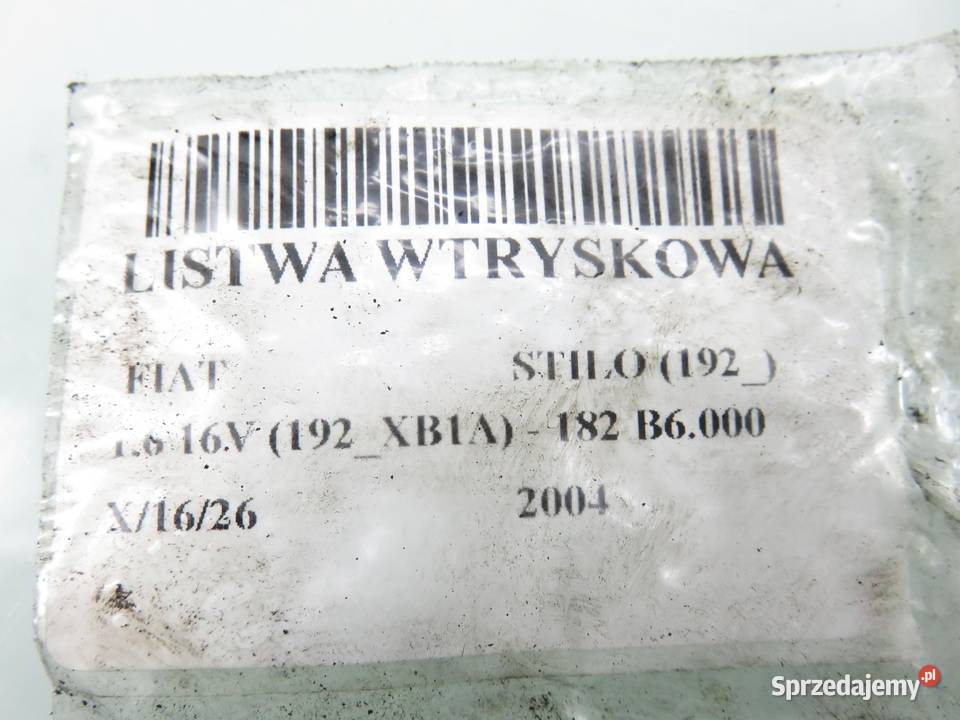 LISTWA WTRYSKOWA
FIAT STILO (192_)
1.6 16V (192_XB1A) - 182 B6.000
X/16/26 2004
Sprzedajemy.pl